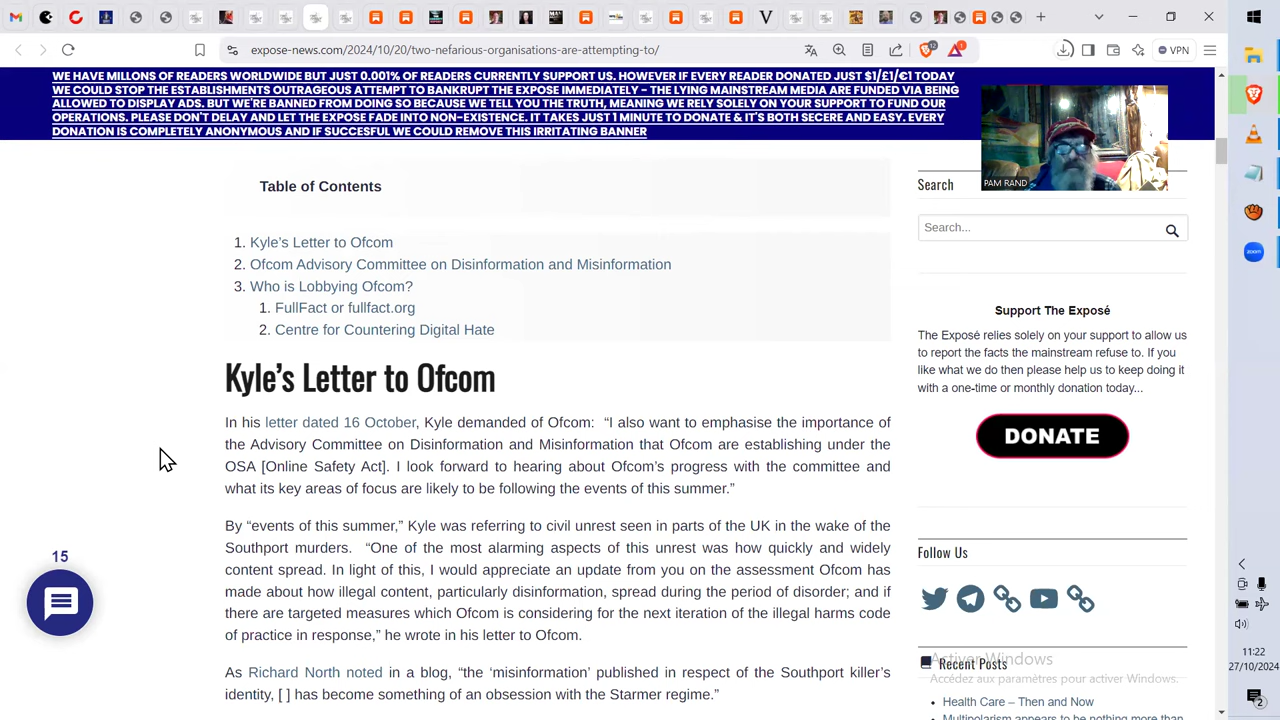 expose-news.com/2024/10/20/two-nefarious-organisations-are-attempting-to/
12
1
VPN
WE HAVE MILLONS OF READERS WORLDWIDE BUT JUST 0.001% OF READERS CURRENTLY SUPPORT US. HOWEVER IF EVERY READER DONATED JUST $1/£1/€1 TODAY
WE COULD STOP THE ESTABLISHMENTS OUTRAGEOUS ATTEMPT TO BANKRUPT THE EXPOSE IMMEDIATELY - THE LYING MAINSTREAM MEDIA ARE FUNDED VIA BEING
ALLOWED TO DISPLAY ADS. BUT WE'RE BANNED FROM DOING SO BECAUSE WE TELL YOU THE TRUTH, MEANING WE RELY SOLELY ON YOUR SUPPORT TO FUND OUR
OPERATIONS. PLEASE DON'T DELAY AND LET THE EXPOSE FADE INTO NON-EXISTENCE. IT TAKES JUST 1 MINUTE TO DONATE & IT'S BOTH SECERE AND EASY. EVERY
DONATION IS COMPLETELY ANONYMOUS AND IF SUCCESFUL WE COULD REMOVE THIS IRRITATING BANNER
PAM RAND
Table of Contents
1. Kyle's Letter to Ofcom
2. Ofcom Advisory Committee on Disinformation and Misinformation
3. Who is Lobbying Ofcom?
1. FullFact or fullfact.org
2. Centre for Countering Digital Hate
Kyle's Letter to Ofcom
In his letter dated 16 October, Kyle demanded of Ofcom: “I also want to emphasise the importance of
the Advisory Committee on Disinformation and Misinformation that Ofcom are establishing under the
OSA [Online Safety Act]. I look forward to hearing about Ofcom's progress with the committee and
what its key areas of focus are likely to be following the events of this summer.”
By “events of this summer,” Kyle was referring to civil unrest seen in parts of the UK in the wake of the
Southport murders. “One of the most alarming aspects of this unrest was how quickly and widely
content spread. In light of this, I would appreciate an update from you on the assessment Ofcom has
made about how illegal content, particularly disinformation, spread during the period of disorder; and if
there are targeted measures which Ofcom is considering for the next iteration of the illegal harms code
of practice in response,” he wrote in his letter to Ofcom.
As Richard North noted in a blog, “the 'misinformation' published in respect of the Southport killer's
identity, [ ] has become something of an obsession with the Starmer regime.”
15
Search
Search...
Support The Exposé
The Exposé relies solely on your support to allow us
to report the facts the mainstream refuse to. If you
like what we do then please help us to keep doing it
with a one-time or monthly donation today...
DONATE
Follow Us
Recent Posts
Activer Windows
Accédez aux paramètres pour activer Windows.
Health Care – Then and Now
Multipolarism appears to be nothing more than
zoom
11:22
27/10/2024
2